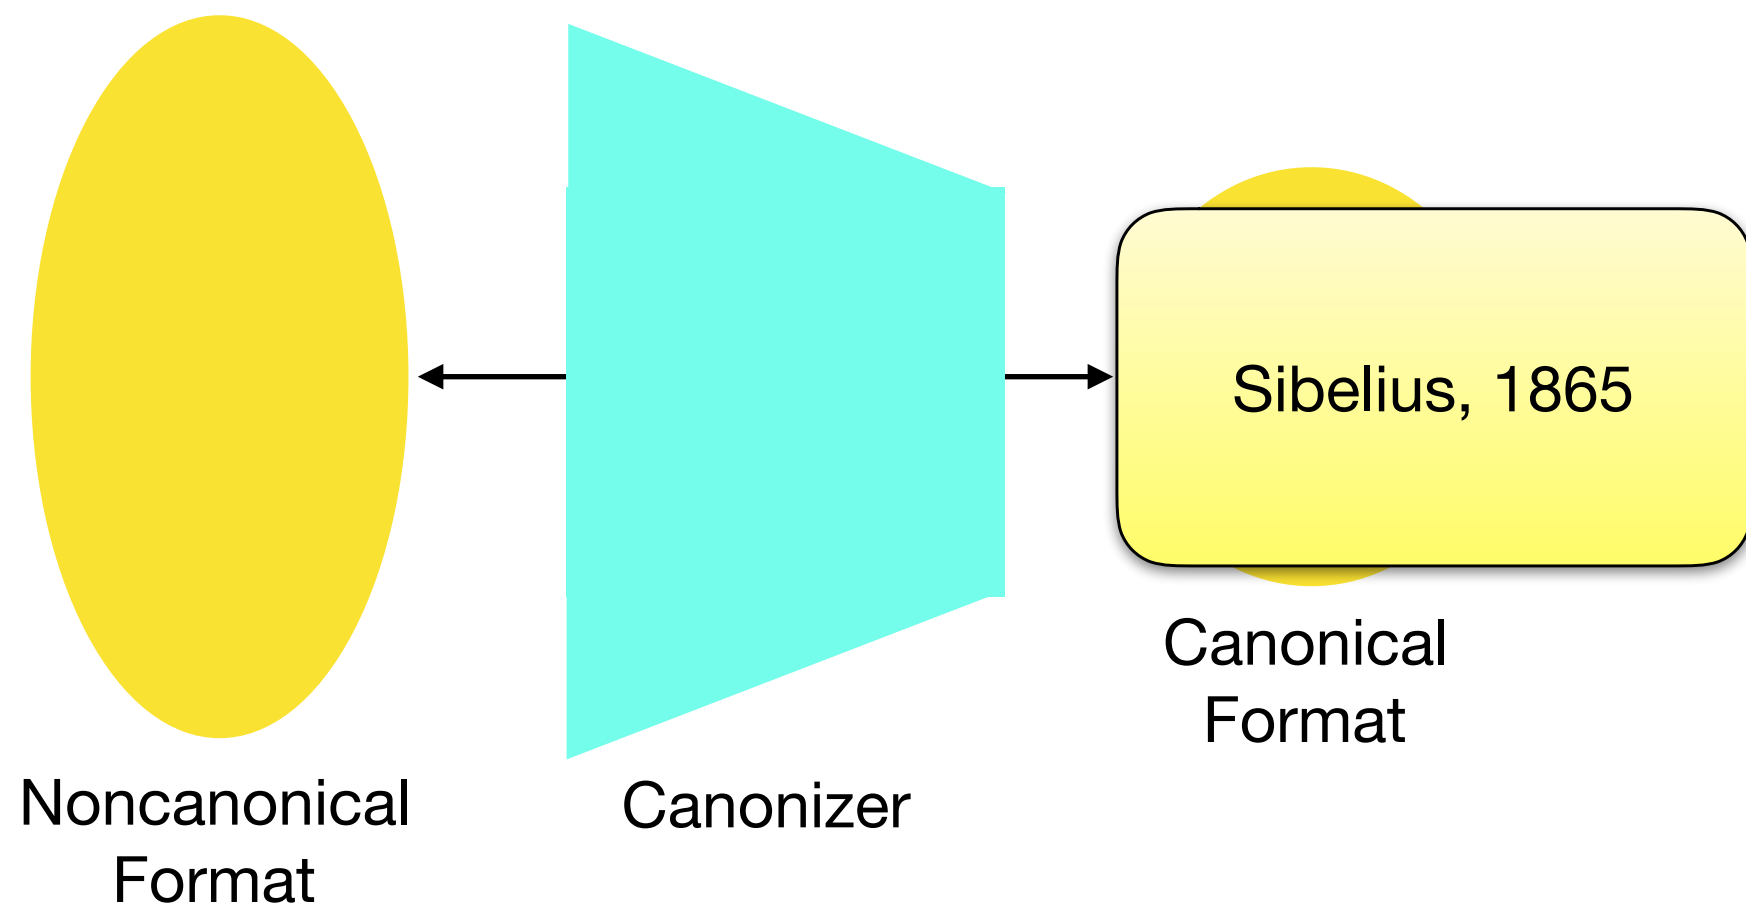 Sibelius, 1865
Canonical
Format
Noncanonical
Format
Canonizer